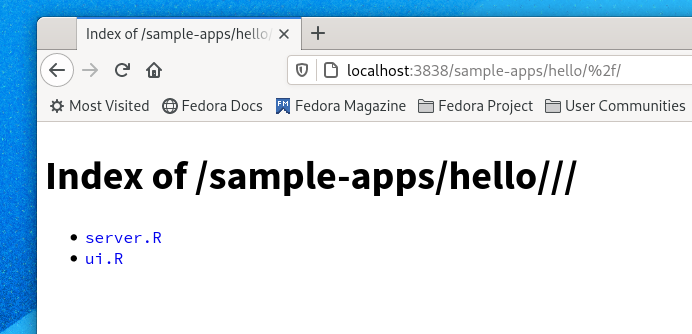 Index of /sample-apps/hello/
localhost:3838/sample-apps/hello/%2f/
Most Visited Fedora Docs FM Fedora Magazine Fedora Project User Communities
Index of /sample-apps/hello///
server.R
ui.R